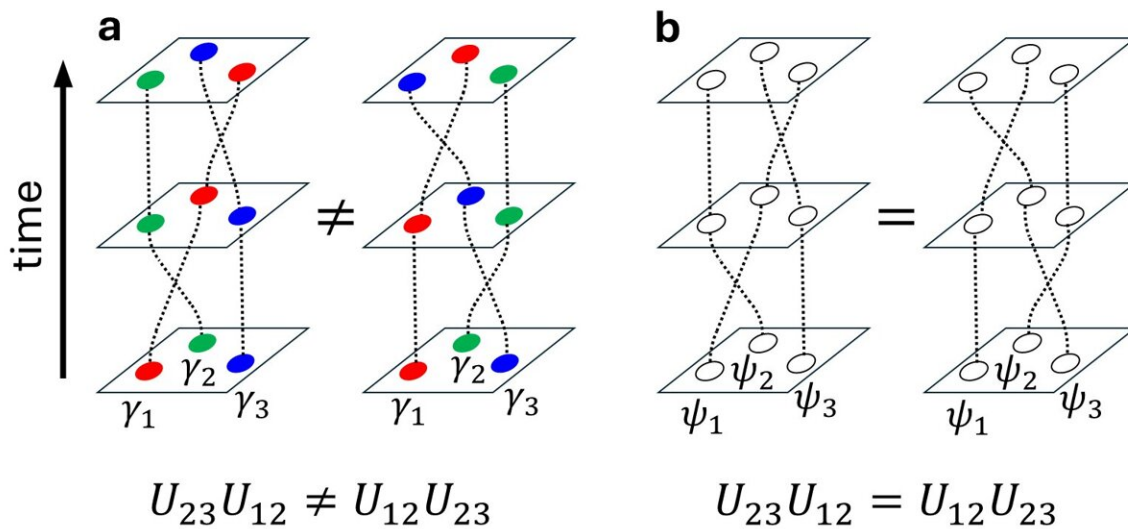 a
b
time
≠
=
γ₁
γ₂
γ₃
γ₁
γ₂
γ₃
ψ₁
ψ₂
ψ₃
ψ₁
ψ₂
ψ₃
U₂₃U₁₂ ≠ U₁₂U₂₃
U₂₃U₁₂ = U₁₂U₂₃